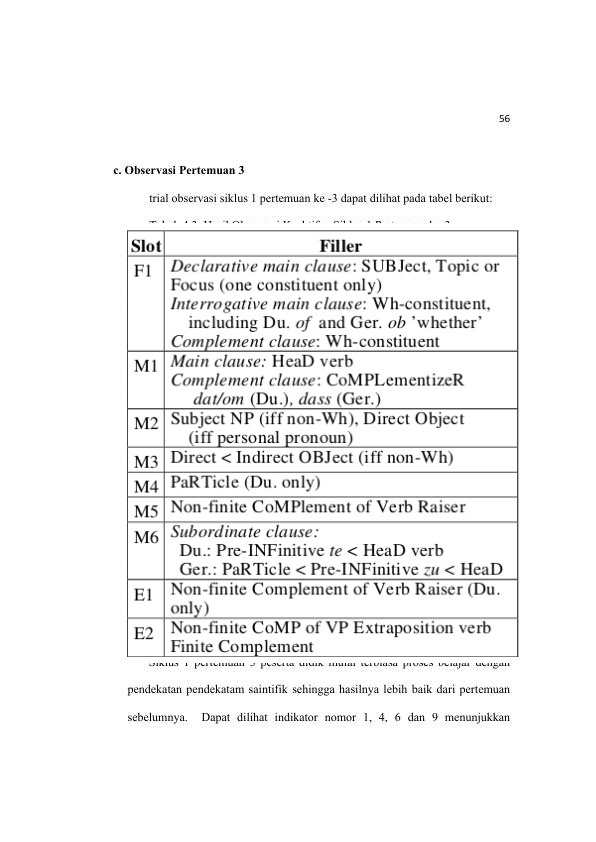 56
c. Observasi Pertemuan 3
trial observasi siklus 1 pertemuan ke -3 dapat dilihat pada tabel berikut:
Slot Filler
F1 Declarative main clause: SUBJect, Topic or
Focus (one constituent only)
Interrogative main clause: Wh-constituent,
including Du. of and Ger. ob ’whether’
Complement clause: Wh-constituent
M1 Main clause: HeaD verb
Complement clause: CoMPLementizeR
dat/om (Du.), dass (Ger.)
M2 Subject NP (iff non-Wh), Direct Object
(iff personal pronoun)
M3 Direct < Indirect OBJect (iff non-Wh)
M4 PaRTicle (Du. only)
M5 Non-finite CoMPlement of Verb Raiser
M6 Subordinate clause:
Du.: Pre-INFinitive te < HeaD verb
Ger.: PaRTicle < Pre-INFinitive zu < HeaD
E1 Non-finite Complement of Verb Raiser (Du.
only)
E2 Non-finite CoMP of VP Extraposition verb
Finite Complement
Siklus 1 pertemuan 3 peserta didik mulai terbiasa proses belajar dengan
pendekatan pendekatam saintifik sehingga hasilnya lebih baik dari pertemuan
sebelumnya. Dapat dilihat indikator nomor 1, 4, 6 dan 9 menunjukkan